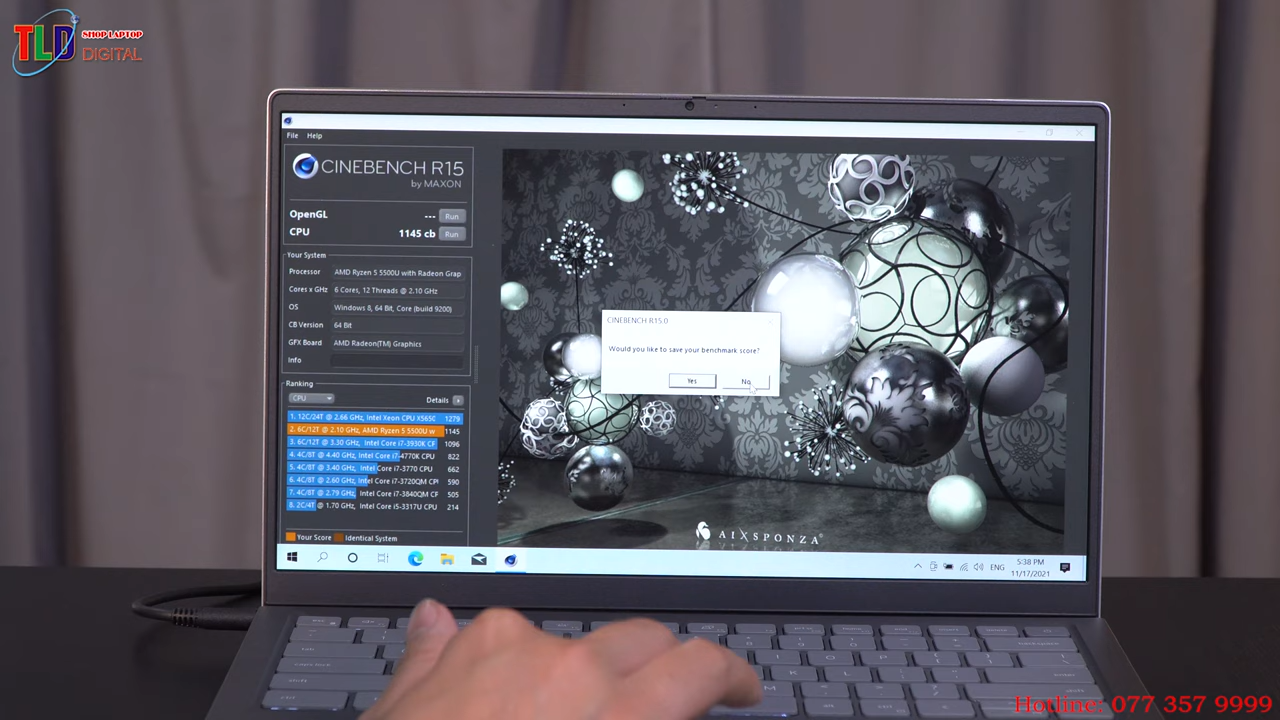 TLD SHOP LAPTOP
DIGITAL
File Help
CINEBENCH R15
by MAXON
OpenGL --- Run
CPU 1145 cb Run
Your System
Processor AMD Ryzen 5 5500U with Radeon Grap
Cores x GHz 6 Cores, 12 Threads @ 2.10 GHz
OS Windows 8, 64 Bit, Core (build 9200)
CB Version 64 Bit
GFX Board AMD Radeon(TM) Graphics
Info
Ranking
CPU Details
1. 12C/24T @ 2.66 GHz, Intel Xeon CPU X565C 1279
2. 6C/12T @ 2.10 GHz, AMD Ryzen 5 5500U w 1145
3. 6C/12T @ 3.30 GHz, Intel Core i7-3930K CF 1096
4. 4C/8T @ 4.40 GHz, Intel Core i7-4770K CPU 822
5. 4C/8T @ 3.40 GHz, Intel Core i7-3770 CPU 662
6. 4C/8T @ 2.60 GHz, Intel Core i7-3720QM CF 590
7. 4C/8T @ 2.79 GHz, Intel Core i7-3840QM CF 505
8. 2C/4T @ 1.70 GHz, Intel Core i5-3317U CPU 214
Your Score Identical System
CINEBENCH R15.0
Would you like to save your benchmark score?
Yes No
AIXSPONZA
ENG
5:38 PM
11/17/2021
Hotline: 077 357 9999